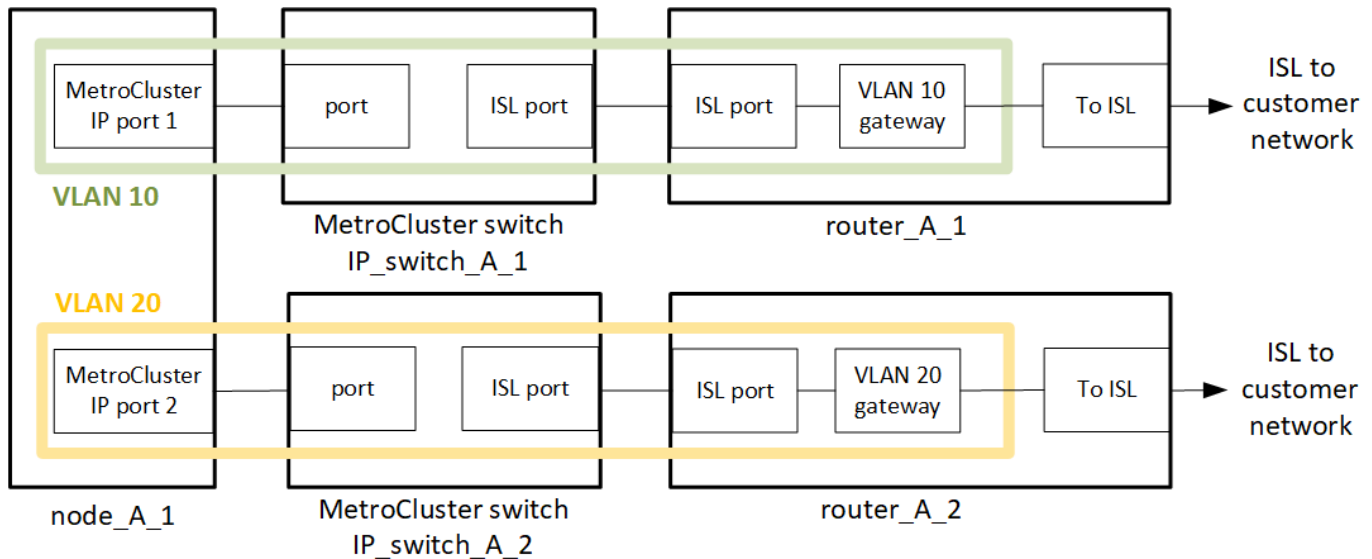 MetroCluster
IP port 1
port
ISL port
ISL port
VLAN 10
gateway
To ISL
ISL to
customer
network
VLAN 10
MetroCluster switch
IP_switch_A_1
router_A_1
VLAN 20
MetroCluster
IP port 2
port
ISL port
ISL port
VLAN 20
gateway
To ISL
ISL to
customer
network
node_A_1
MetroCluster switch
IP_switch_A_2
router_A_2